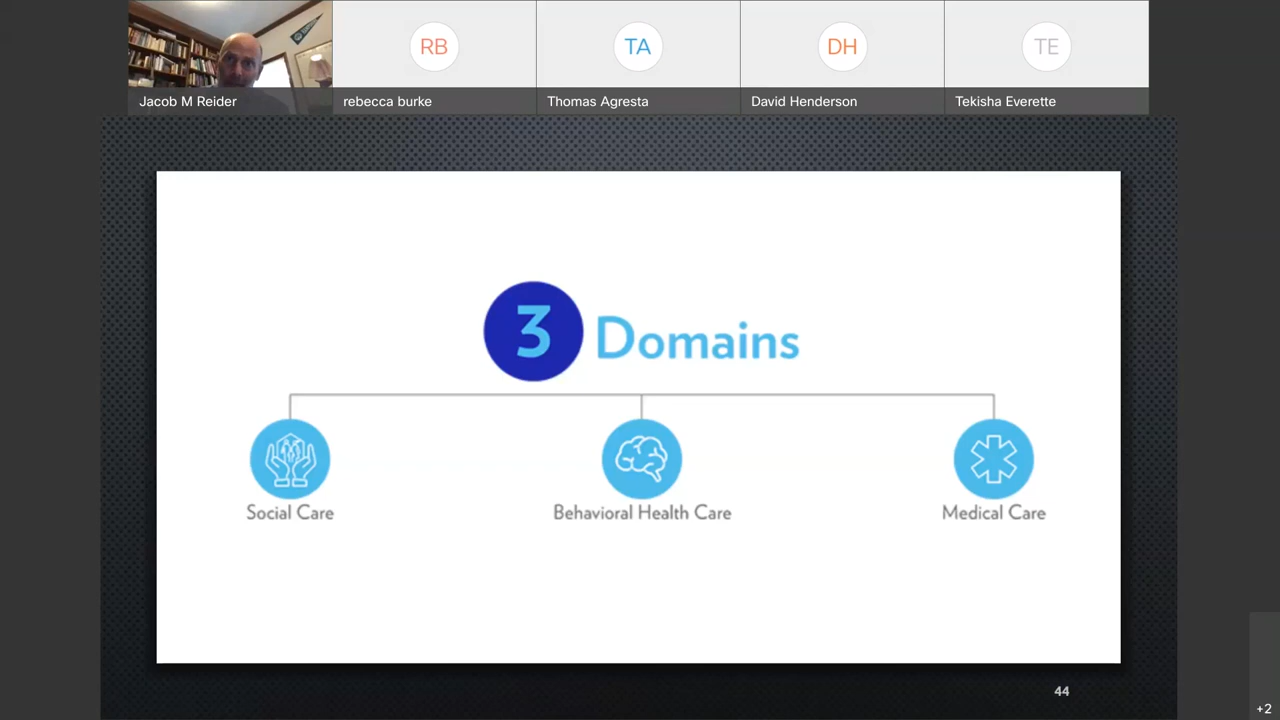 RB
TA
DH
TE
Jacob M Reider
rebecca burke
Thomas Agresta
David Henderson
Tekisha Everette
3 Domains
Social Care
Behavioral Health Care
Medical Care
44
+2